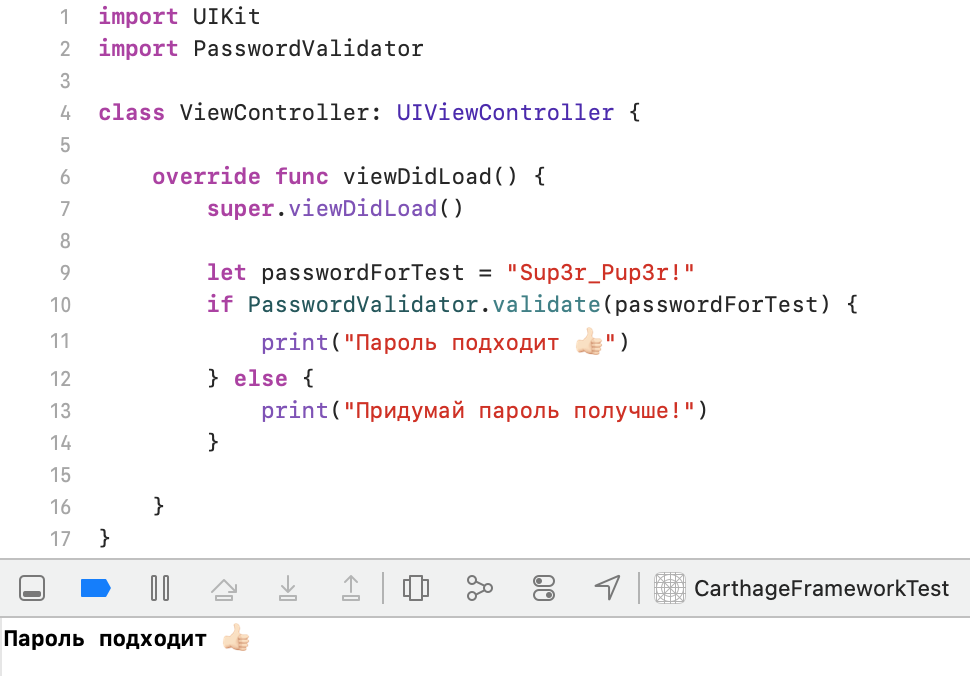 1 import UIKit
2 import PasswordValidator
3
4 class ViewController: UIViewController {
5
6     override func viewDidLoad() {
7         super.viewDidLoad()
8
9         let passwordForTest = "Sup3r_Pup3r!"
10         if PasswordValidator.validate(passwordForTest) {
11             print("Пароль подходит 👍🏻")
12         } else {
13             print("Придумай пароль получше!")
14         }
15
16     }
17 }
CarthageFrameworkTest
Пароль подходит 👍🏻